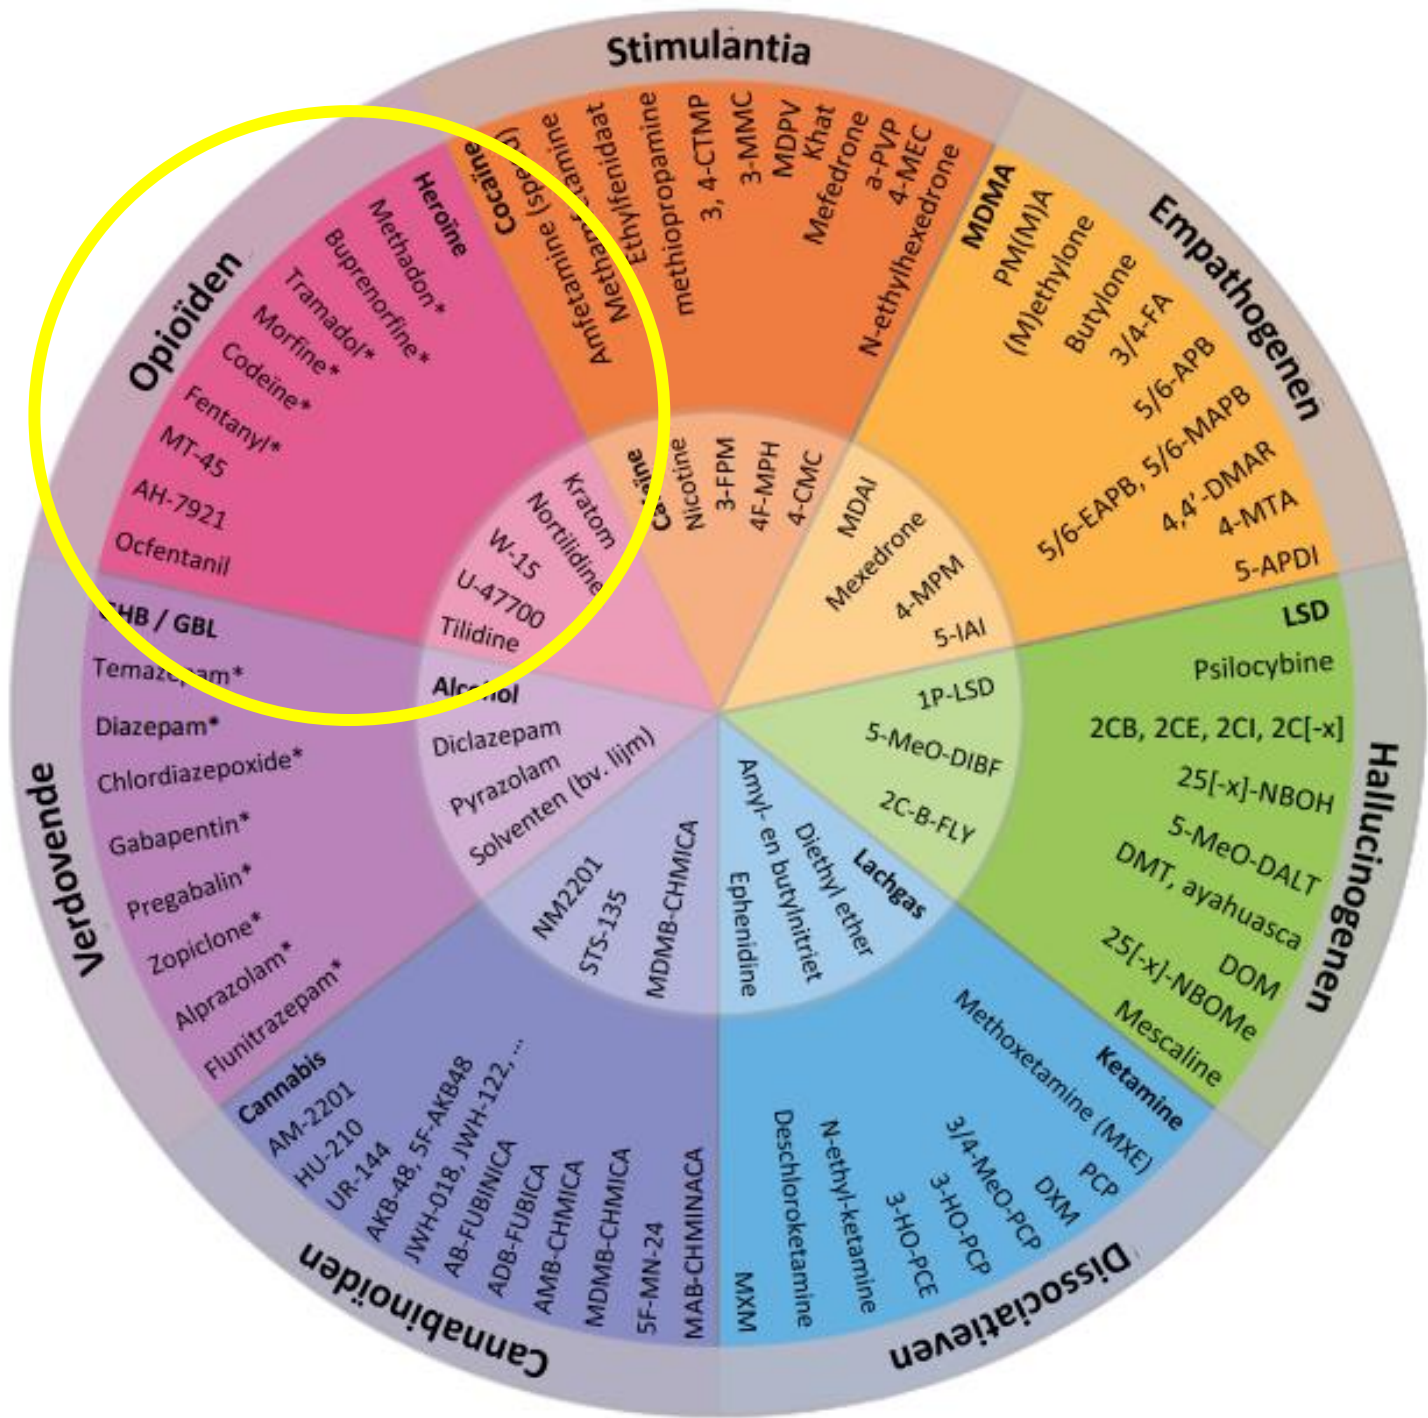 Stimulantia
Cocaïne
Amfetamine (speed)
Methamfetamine
Ethylfenidaat
methiopropamine
3, 4-CTMP
3-MMC
MDPV
Khat
Mefedrone
a-PVP
4-MEC
N-ethylhexedrone
Cafeïne
Nicotine
3-FPM
4F-MPH
4-CMC
Empathogenen
MDMA
PM(M)A
(M)ethylone
Butylone
3/4-FA
5/6-APB
5/6-EAPB, 5/6-MAPB
4,4'-DMAR
4-MTA
5-APDI
MDAI
Mexedrone
4-MPM
5-IAI
Hallucinogenen
LSD
Psilocybine
2CB, 2CE, 2CI, 2C[-x]
25[-x]-NBOH
5-MeO-DALT
DMT, ayahuasca
DOM
25[-x]-NBOMe
Mescaline
1P-LSD
5-MeO-DIBF
2C-B-FLY
Dissociatieven
Ketamine
Methoxetamine (MXE)
PCP
DXM
3/4-MeO-PCP
3-HO-PCP
3-HO-PCE
N-ethyl-ketamine
Deschloroketamine
MXM
Lachgas
Diethyl ether
Amyl- en butylnitriet
Ephenidine
Cannabinoïden
Cannabis
AM-2201
HU-210
UR-144
AKB-48, 5F-AKB48
JWH-018, JWH-122, ...
AB-FUBINICA
ADB-FUBICA
AMB-CHMICA
MDMB-CHMICA
5F-MN-24
MAB-CHMINACA
NM2201
STS-135
MDMB-CHMICA
Verdovende
GHB / GBL
Temazepam*
Diazepam*
Chlordiazepoxide*
Gabapentin*
Pregabalin*
Zopiclone*
Alprazolam*
Flunitrazepam*
Alcohol
Diclazepam
Pyrazolam
Solventen (bv. lijm)
Opioïden
Heroïne
Methadon*
Buprenorfine*
Tramadol*
Morfine*
Codeïne*
Fentanyl*
MT-45
AH-7921
Ocfentanil
Kratom
Nortilidine
W-15
U-47700
Tilidine